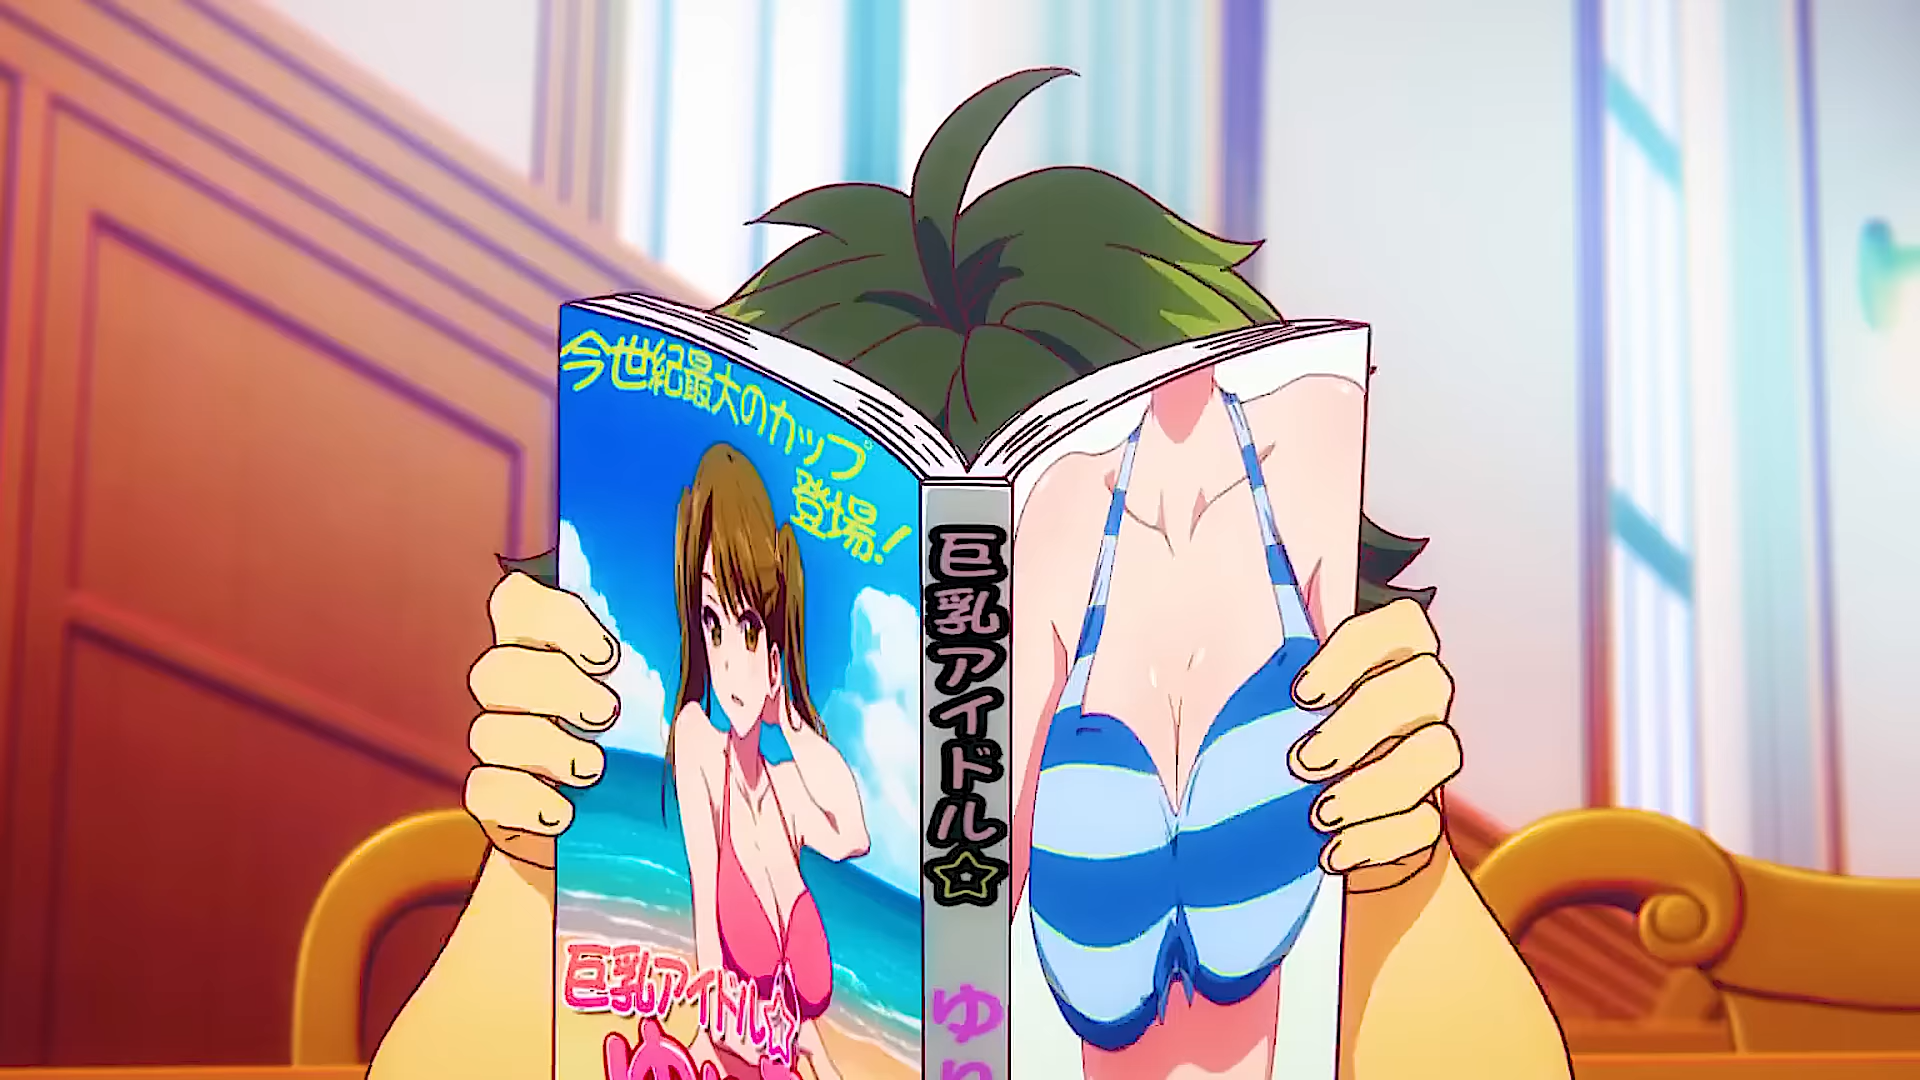 今世紀最大のカップ
登場!
巨乳アイドル☆
巨乳アイドル☆
ゆ